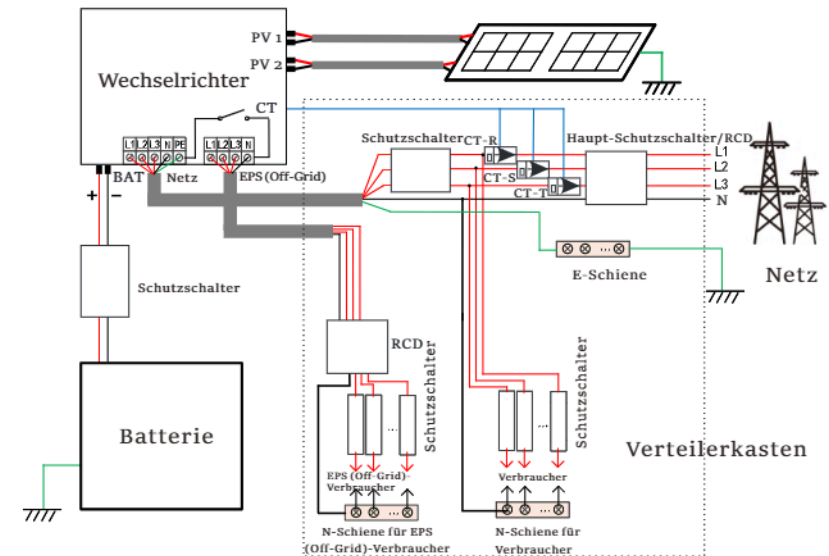 PV 1
PV 2
Wechselrichter
CT
L1 L2 L3 N PE
L1 L2 L3 N
BAT
Netz
EPS (Off-Grid)
+
−
Schutzschalter
CT-R
CT-S
CT-T
Haupt-Schutzschalter/RCD
L1
L2
L3
N
E-Schiene
Netz
Schutzschalter
RCD
Schutzschalter
Schutzschalter
Batterie
Verteilerkasten
EPS (Off-Grid)-
Verbraucher
Verbraucher
N-Schiene für EPS
(Off-Grid)-Verbraucher
N-Schiene für
Verbraucher